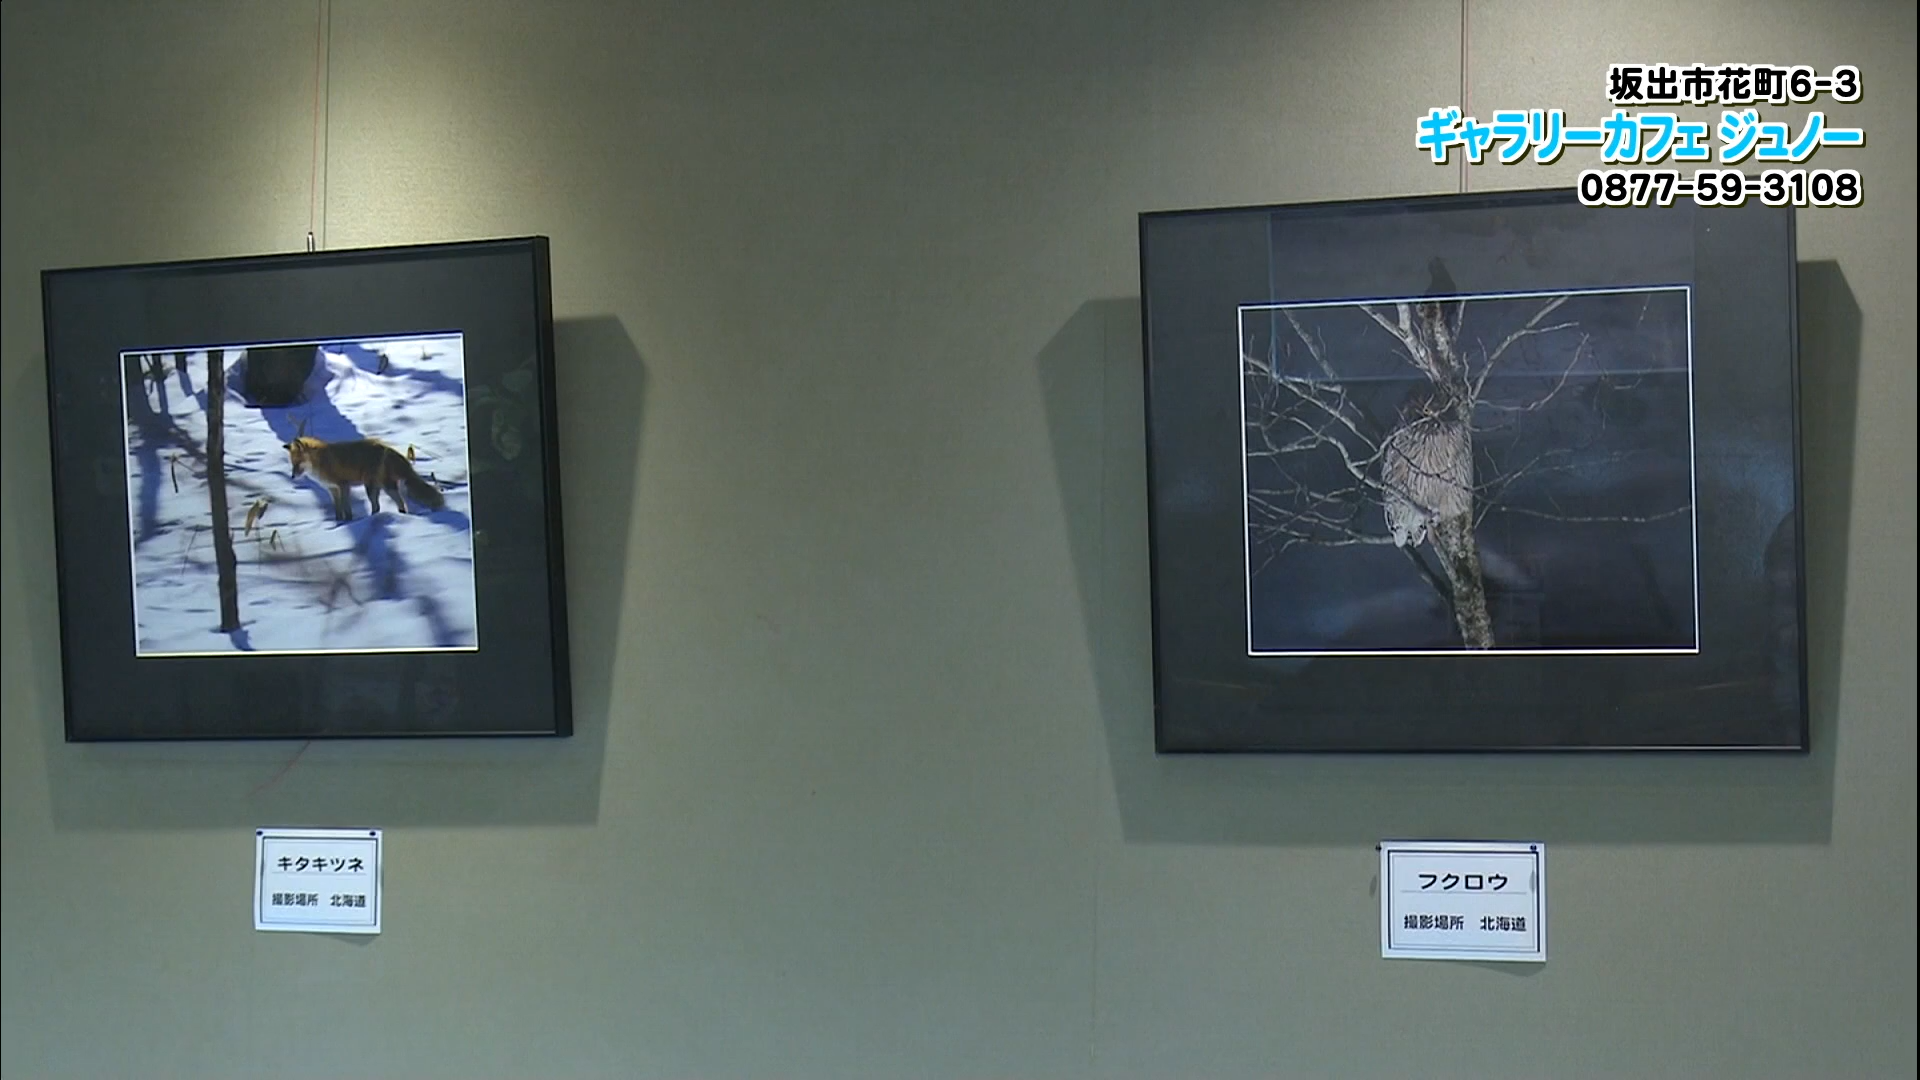 坂出市花町6-3
ギャラリーカフェ ジュノー
0877-59-3108
キタキツネ
撮影場所 北海道
フクロウ
撮影場所 北海道